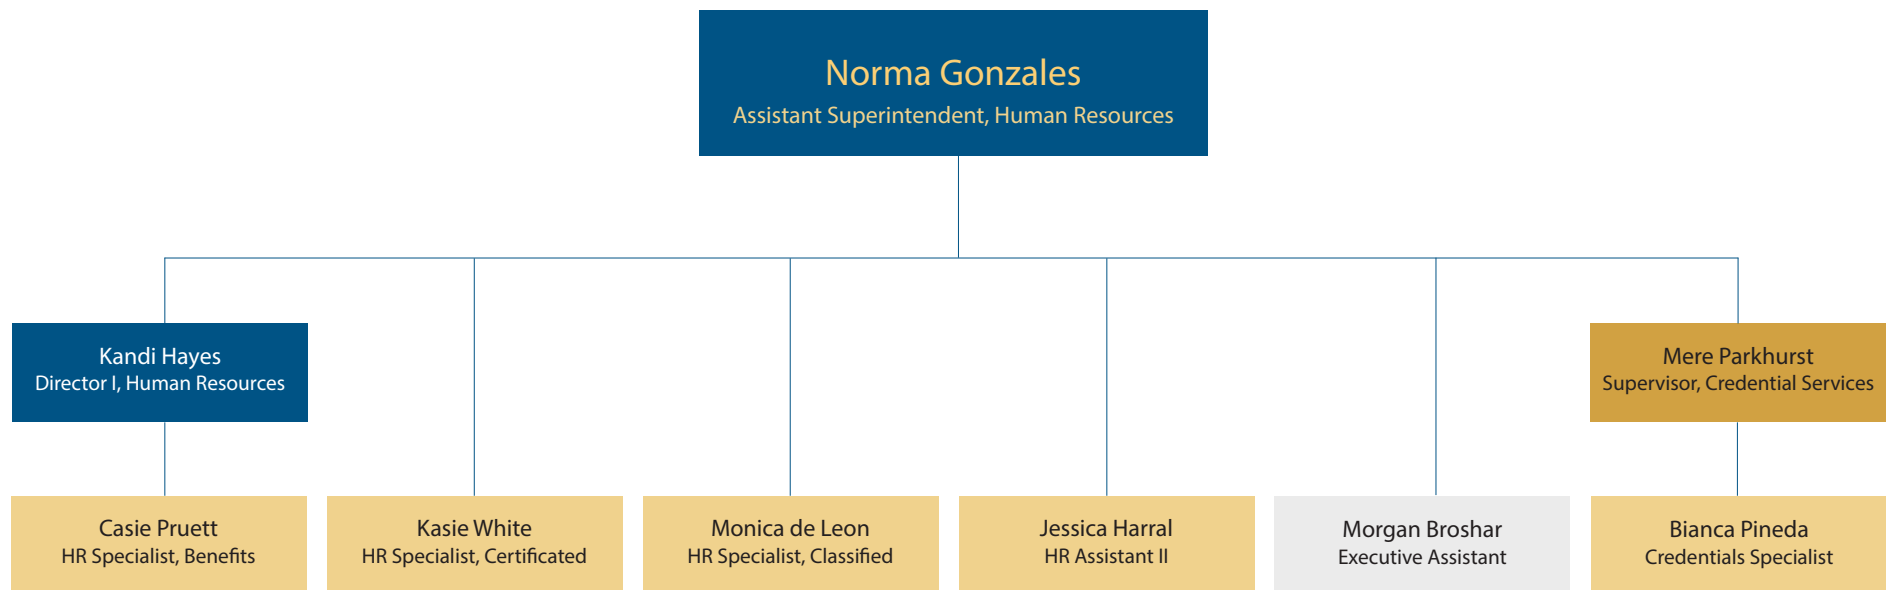 Norma Gonzales
Assistant Superintendent, Human Resources
Kandi Hayes
Director I, Human Resources
Mere Parkhurst
Supervisor, Credential Services
Casie Pruett
HR Specialist, Benefits
Kasie White
HR Specialist, Certificated
Monica de Leon
HR Specialist, Classified
Jessica Harral
HR Assistant II
Morgan Broshar
Executive Assistant
Bianca Pineda
Credentials Specialist